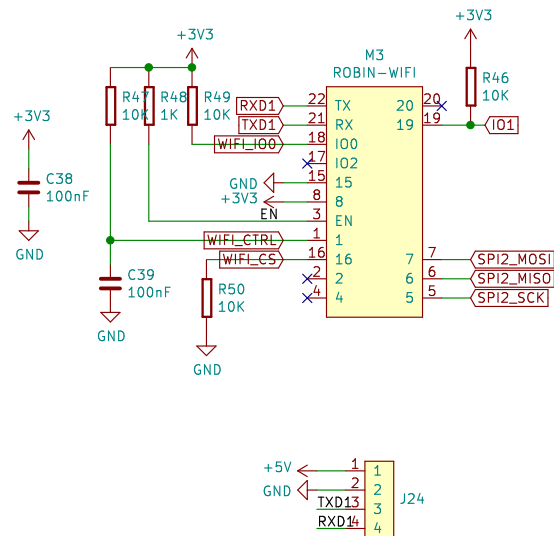 +3V3
+3V3
M3
ROBIN-WIFI
R47
10K
R48
1K
R49
10K
R46
10K
RXD1
22
TX
20
TXD1
21
RX
19
IO1
WIFI_IO0
18
IO0
17
IO2
GND
15
15
+3V3
8
8
EN
3
EN
WIFI_CTRL
1
1
WIFI_CS
16
16
7
7
SPI2_MOSI
2
2
6
6
SPI2_MISO
4
4
5
5
SPI2_SCK
20
19
+3V3
C38
100nF
GND
C39
100nF
GND
R50
10K
GND
+5V
1
1
GND
2
2
J24
TXD1
3
3
RXD1
4
4